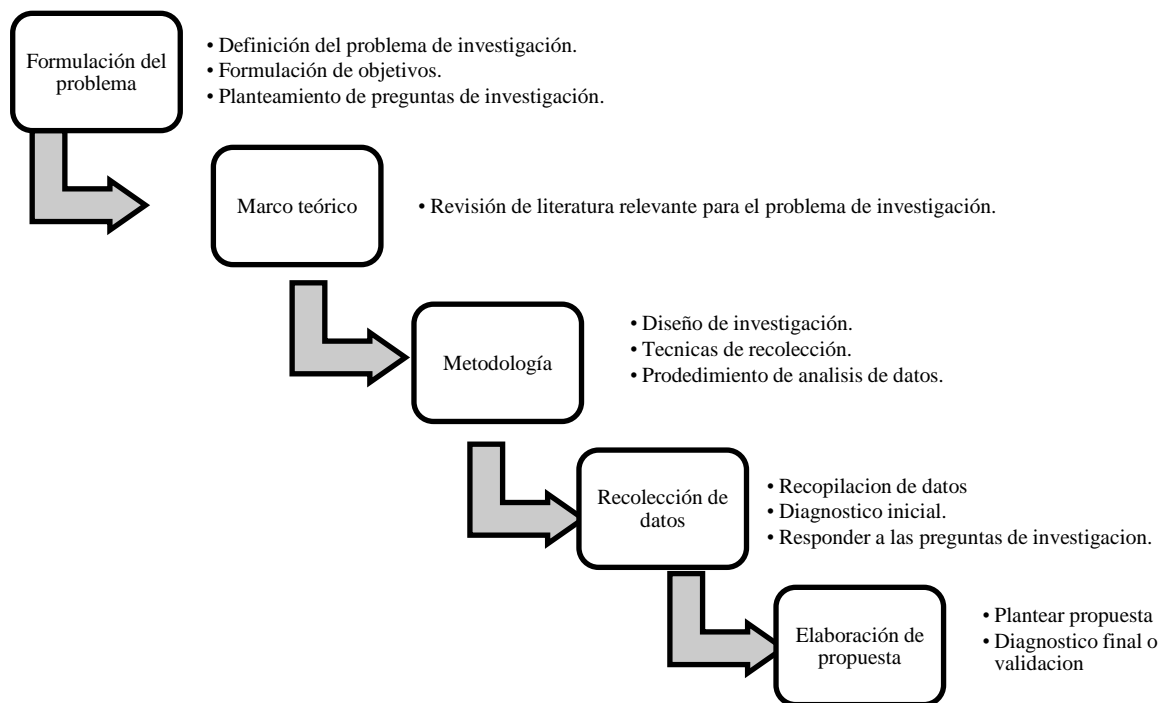 Formulación del
problema
• Definición del problema de investigación.
• Formulación de objetivos.
• Planteamiento de preguntas de investigación.
Marco teórico
• Revisión de literatura relevante para el problema de investigación.
Metodología
• Diseño de investigación.
• Tecnicas de recolección.
• Prodedimiento de analisis de datos.
Recolección de
datos
• Recopilacion de datos
• Diagnostico inicial.
• Responder a las preguntas de investigacion.
Elaboración de
propuesta
• Plantear propuesta
• Diagnostico final o
validacion